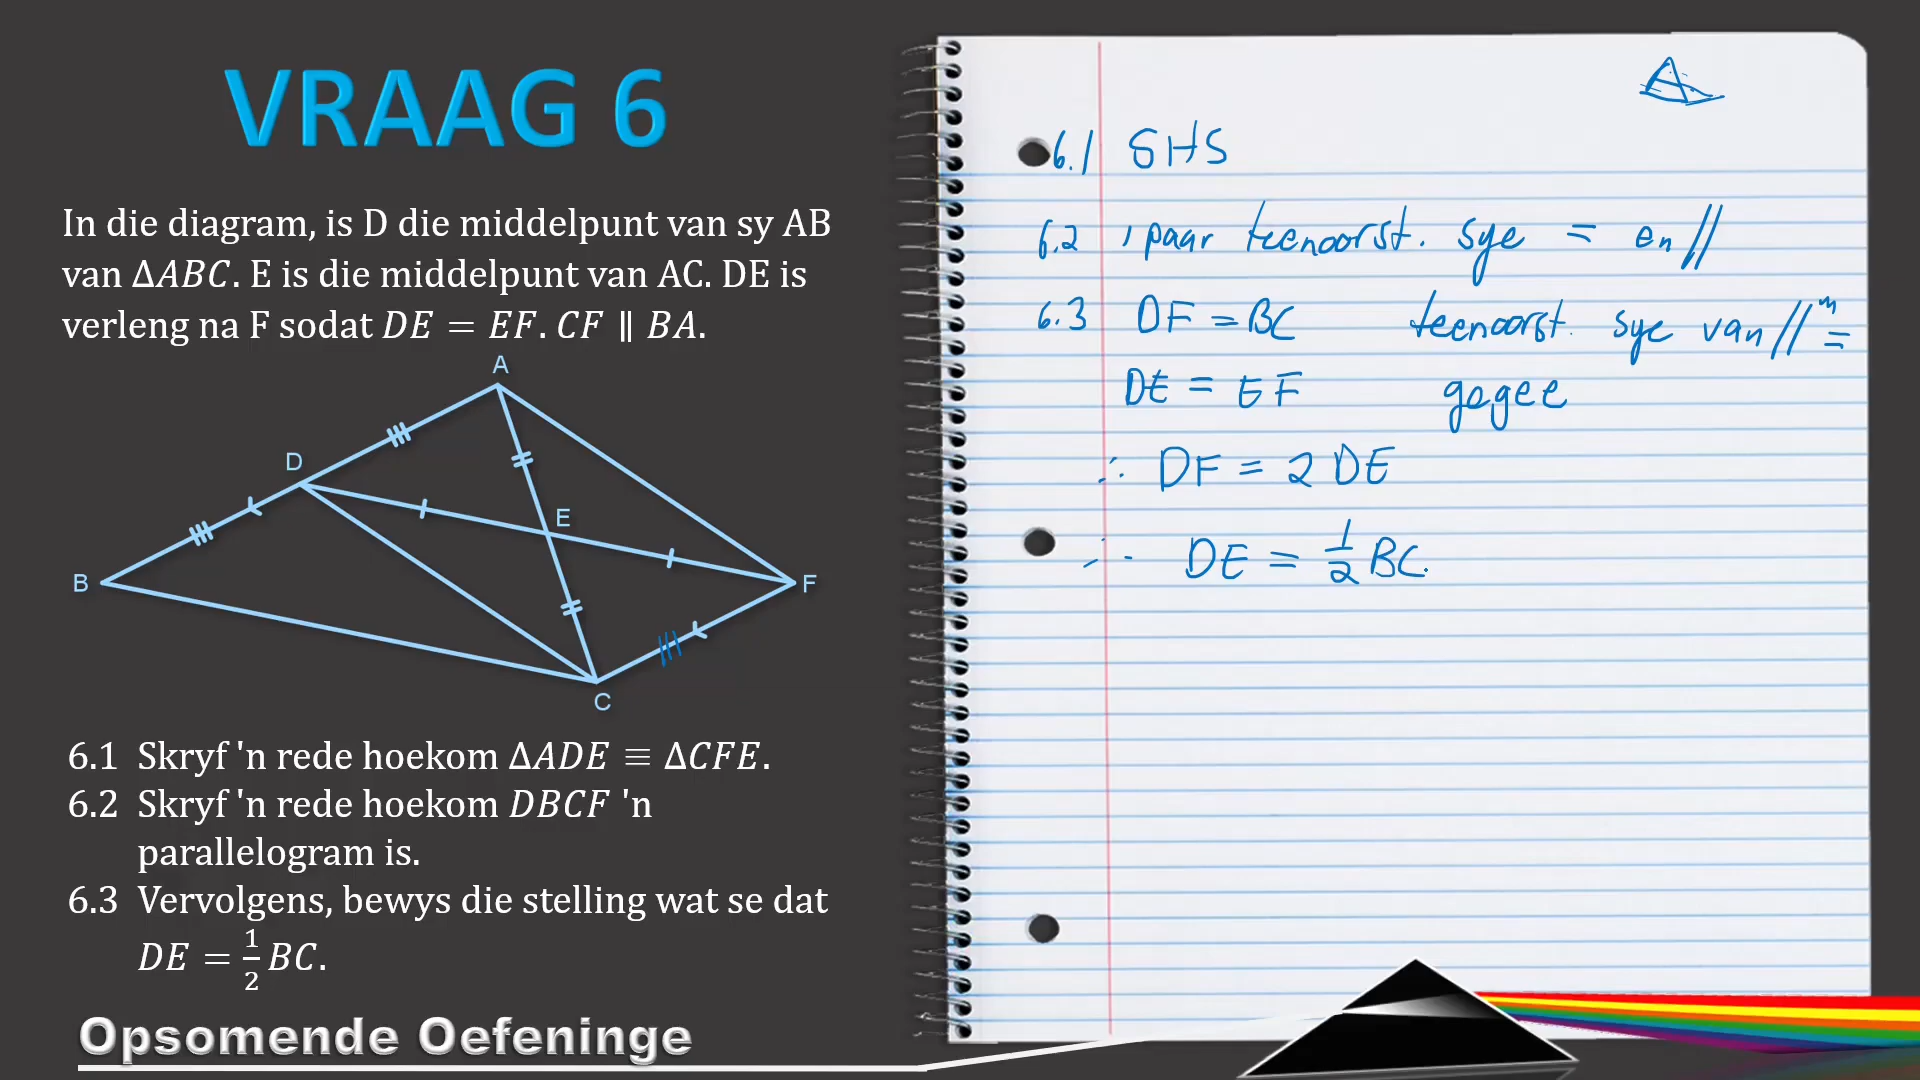 VRAAG 6
In die diagram, is D die middelpunt van sy AB
van ΔABC. E is die middelpunt van AC. DE is
verleng na F sodat DE = EF. CF ∥ BA.
A
D
E
B
F
C
6.1 Skryf 'n rede hoekom ΔADE ≡ ΔCFE.
6.2 Skryf 'n rede hoekom DBCF 'n
parallelogram is.
6.3 Vervolgens, bewys die stelling wat se dat
DE = 1/2 BC.
Opsomende Oefeninge
6.1 SHS
6.2 1 paar teenoorst. sye = en //
6.3 DF = BC teenoorst. sye van //ᵐ =
DE = EF gegee
∴ DF = 2 DE
∴ DE = 1/2 BC.